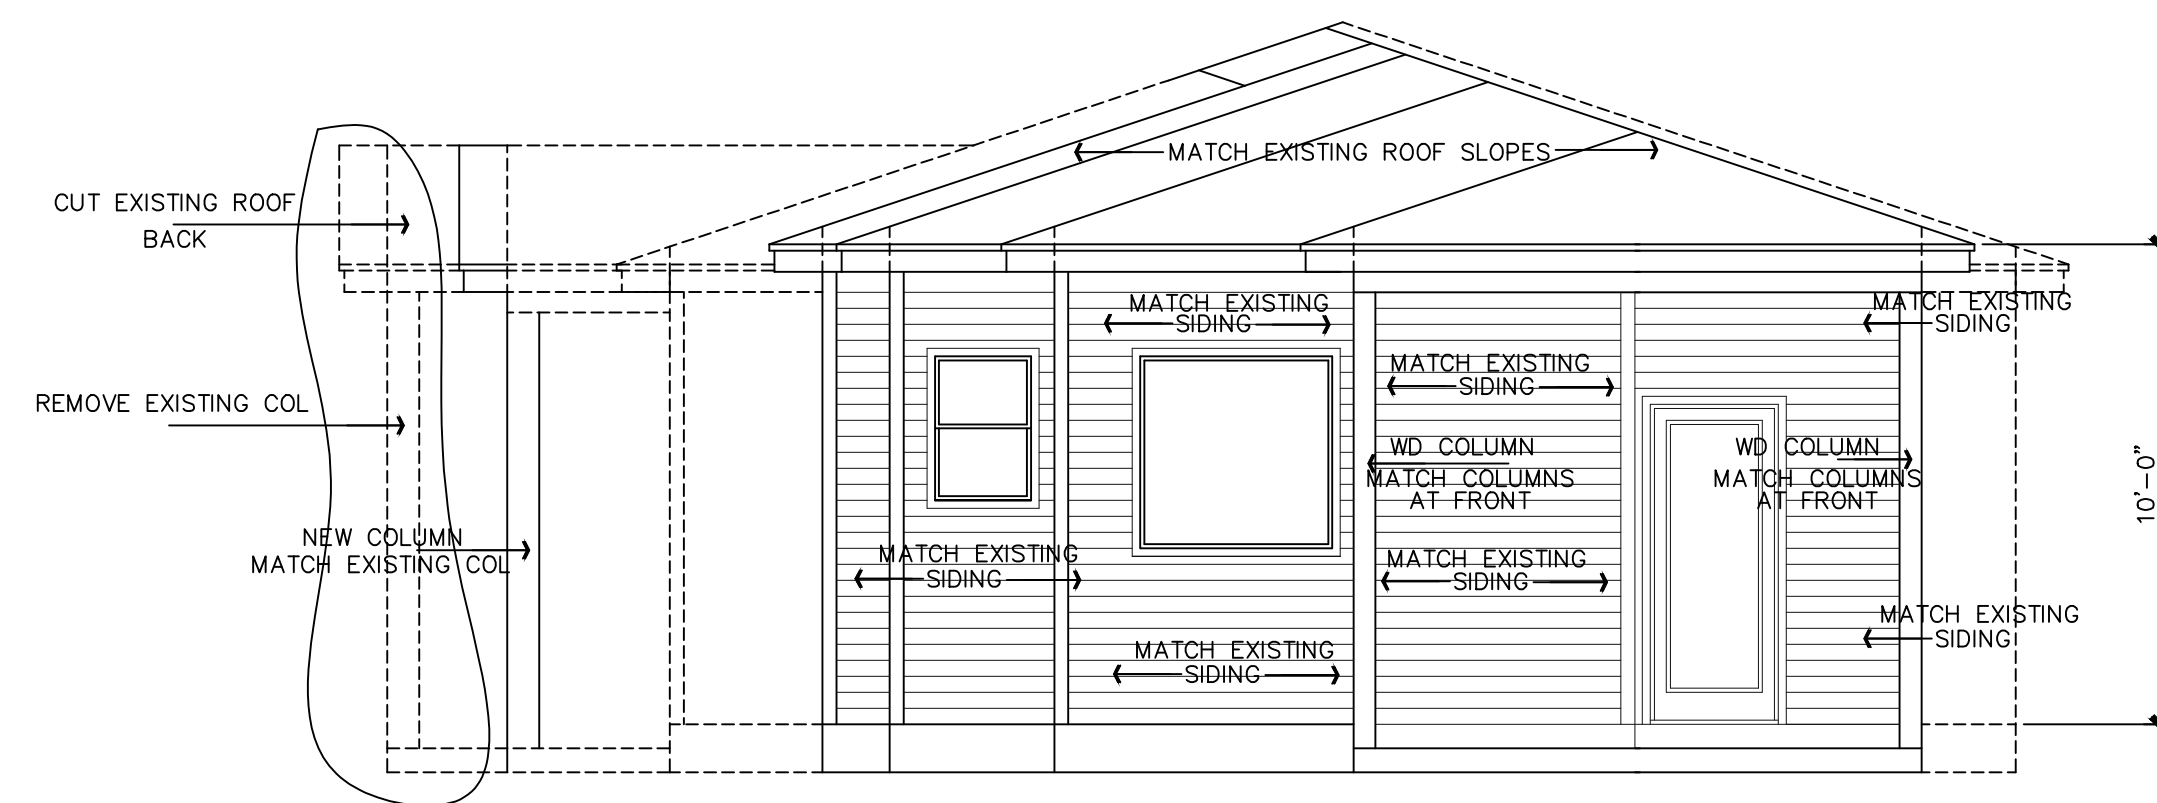 MATCH EXISTING ROOF SLOPES
CUT EXISTING ROOF
BACK
MATCH EXISTING
SIDING
MATCH EXISTING
SIDING
MATCH EXISTING
SIDING
REMOVE EXISTING COL
WD COLUMN
MATCH COLUMNS
AT FRONT
WD COLUMN
MATCH COLUMNS
AT FRONT
10'-0"
NEW COLUMN
MATCH EXISTING COL
MATCH EXISTING
SIDING
MATCH EXISTING
SIDING
MATCH EXISTING
SIDING
MATCH EXISTING
SIDING